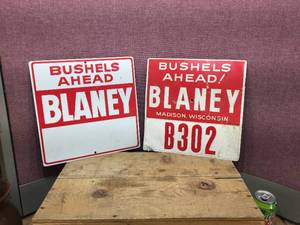 BUSHELS
AHEAD
BLANEY
BUSHELS
AHEAD!
BLANEY
MADISON, WISCONSIN
B302